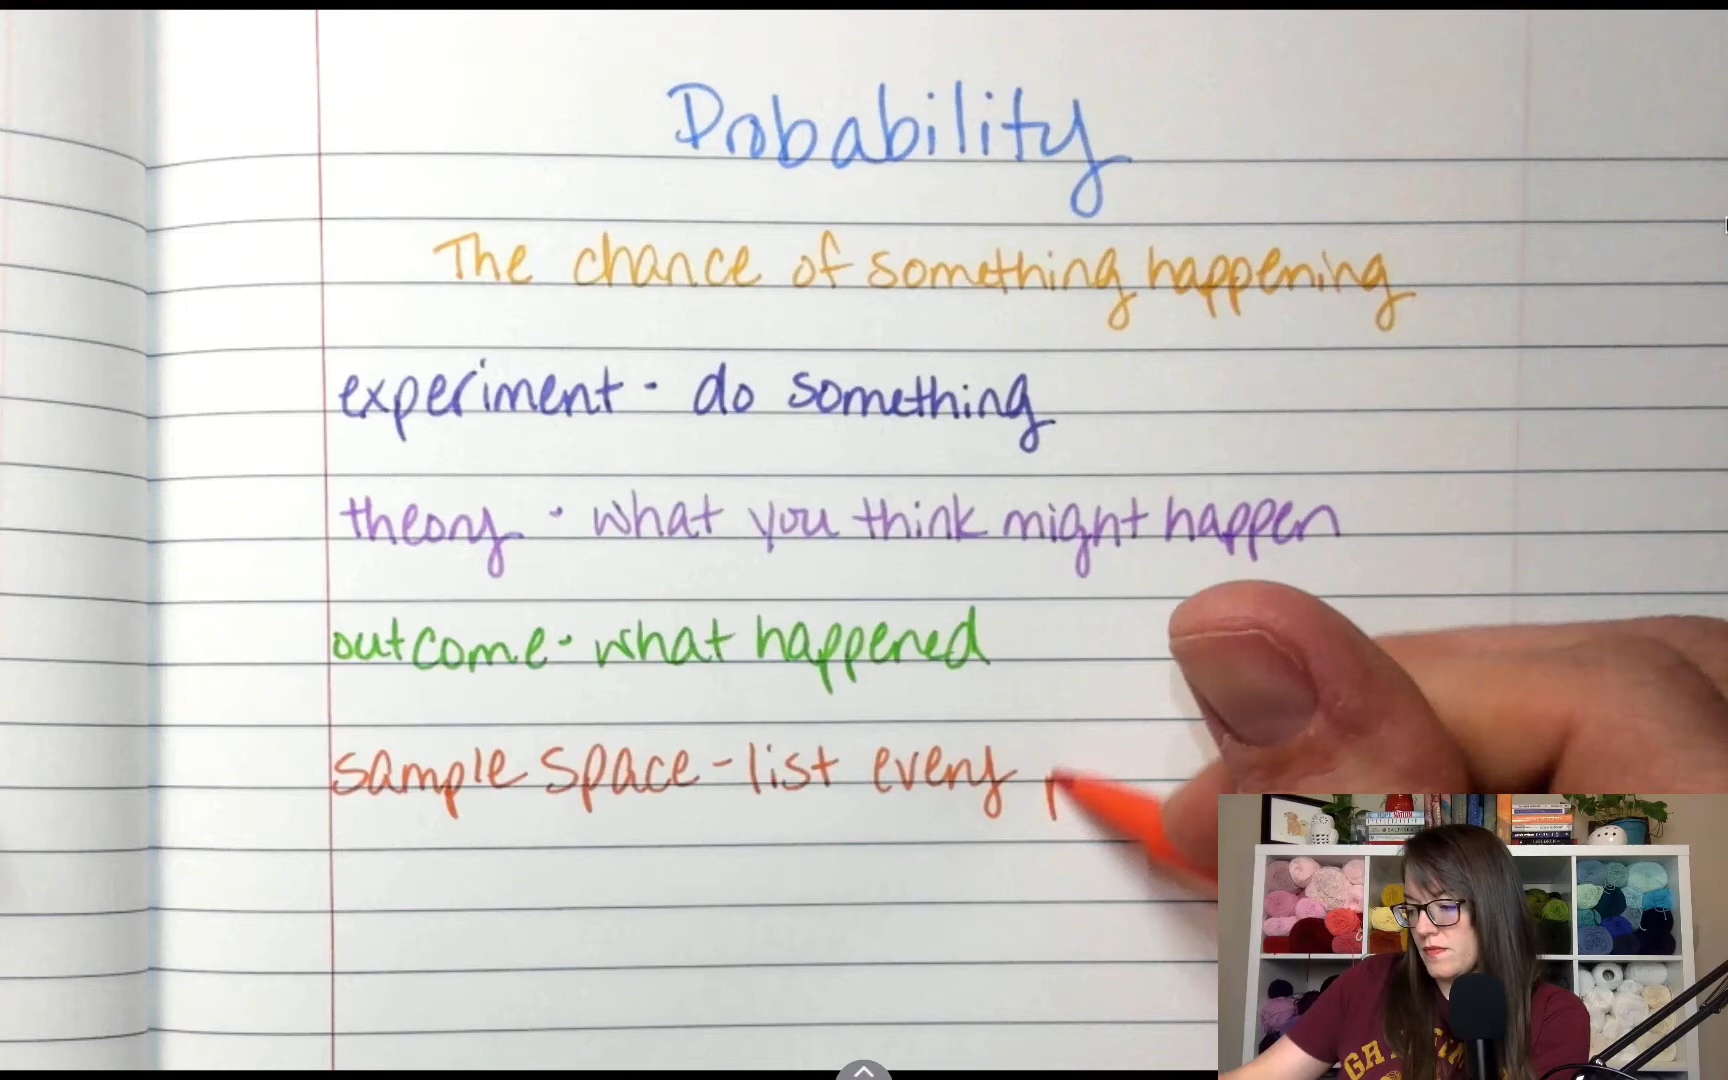 Probability
The chance of something happening
experiment · do something
theory · what you think might happen
outcome · what happened
sample space - list every p